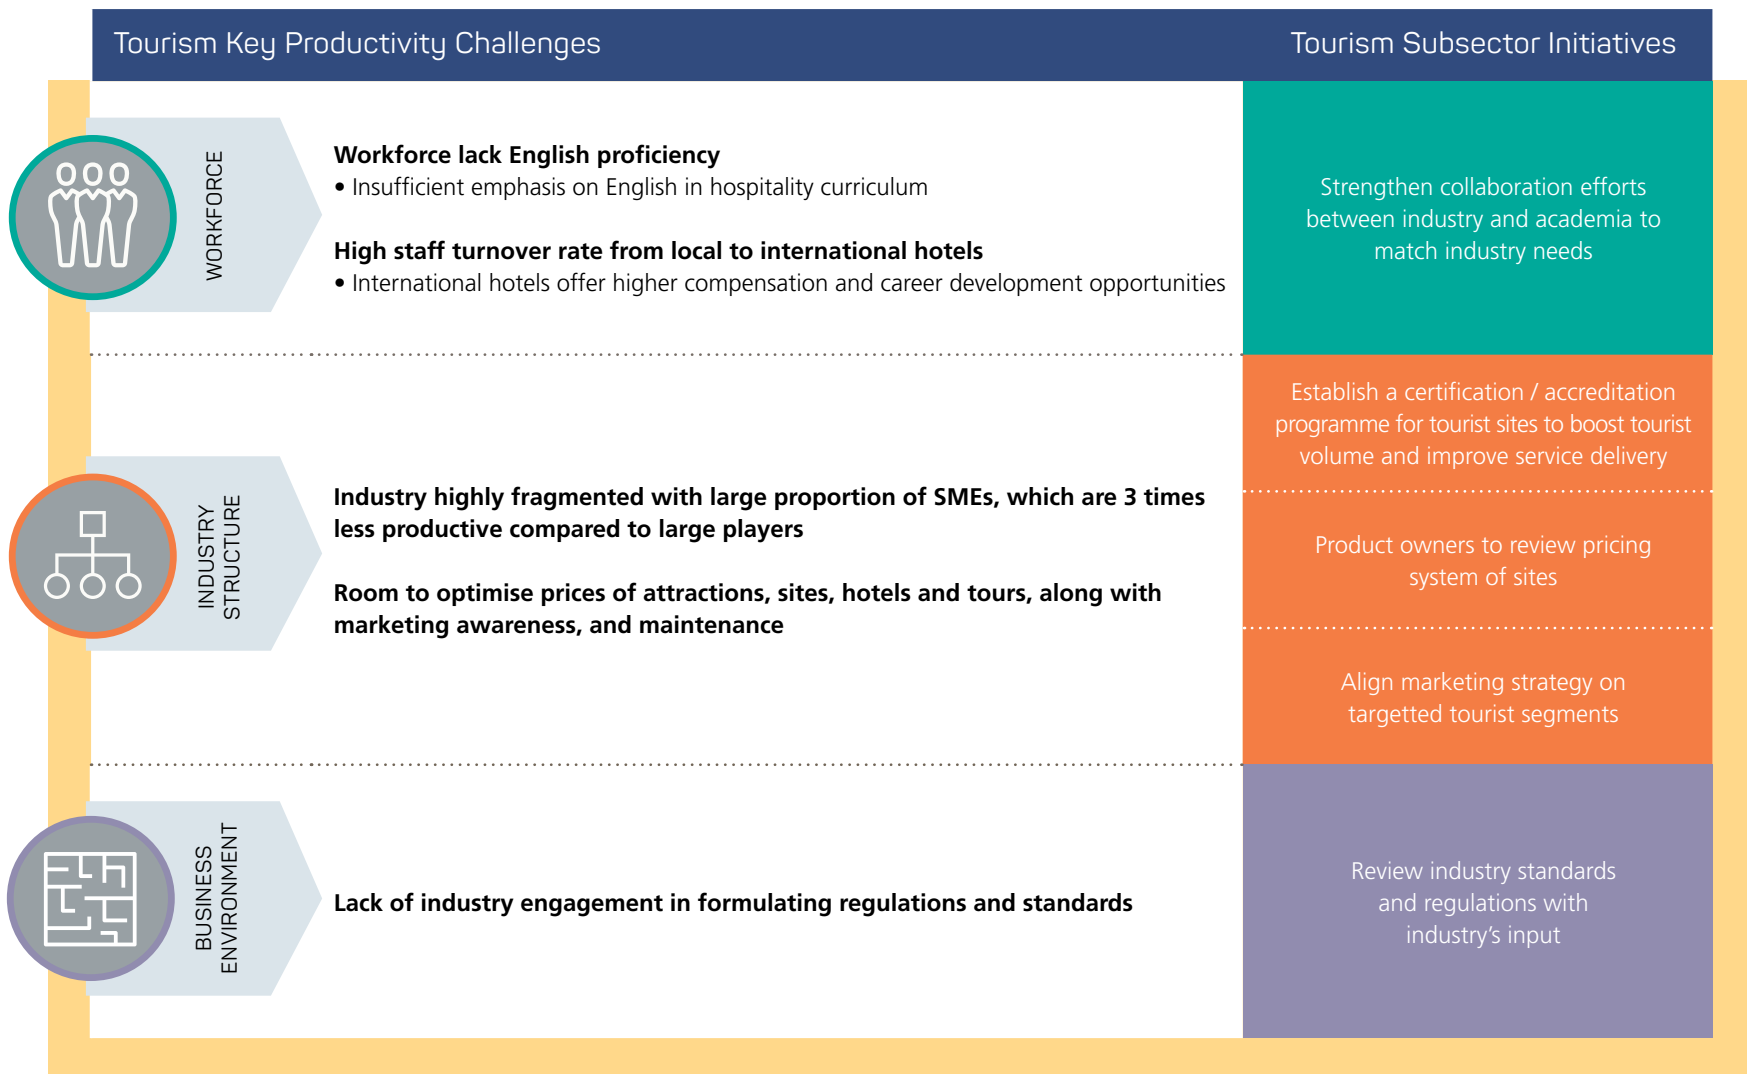 Tourism Key Productivity Challenges
Tourism Subsector Initiatives
WORKFORCE
Workforce lack English proficiency
• Insufficient emphasis on English in hospitality curriculum
High staff turnover rate from local to international hotels
• International hotels offer higher compensation and career development opportunities
Strengthen collaboration efforts
between industry and academia to
match industry needs
INDUSTRY
STRUCTURE
Industry highly fragmented with large proportion of SMEs, which are 3 times
less productive compared to large players
Room to optimise prices of attractions, sites, hotels and tours, along with
marketing awareness, and maintenance
Establish a certification / accreditation
programme for tourist sites to boost tourist
volume and improve service delivery
Product owners to review pricing
system of sites
Align marketing strategy on
targetted tourist segments
BUSINESS
ENVIRONMENT
Lack of industry engagement in formulating regulations and standards
Review industry standards
and regulations with
industry’s input